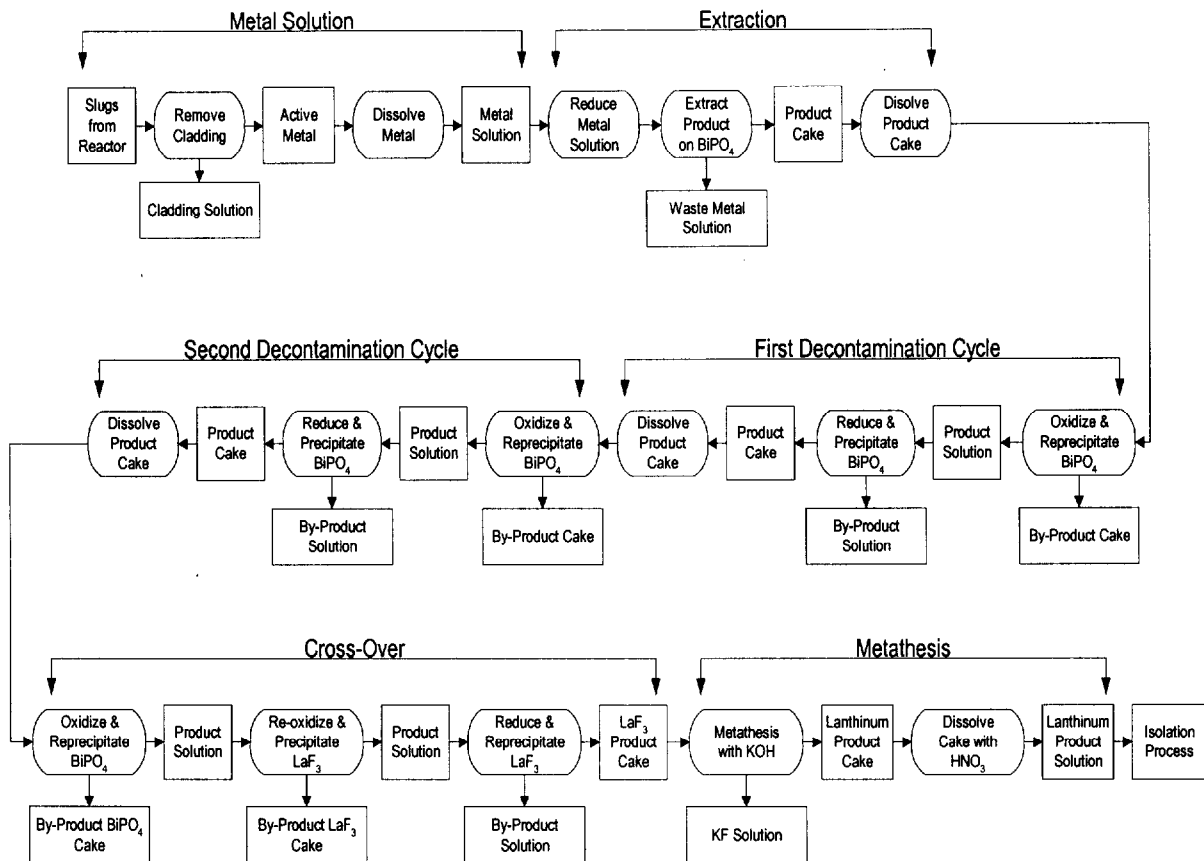 Metal Solution
Extraction
Slugs
from
Reactor
Remove
Cladding
Active
Metal
Dissolve
Metal
Metal
Solution
Reduce
Metal
Solution
Extract
Product
on BiPO₄
Product
Cake
Disolve
Product
Cake
Cladding Solution
Waste Metal
Solution
Second Decontamination Cycle
First Decontamination Cycle
Dissolve
Product
Cake
Product
Cake
Reduce &
Precipitate
BiPO₄
Product
Solution
Oxidize &
Reprecipitate
BiPO₄
Dissolve
Product
Cake
Product
Cake
Reduce &
Precipitate
BiPO₄
Product
Solution
Oxidize &
Reprecipitate
BiPO₄
By-Product
Solution
By-Product Cake
By-Product
Solution
By-Product Cake
Cross-Over
Metathesis
Oxidize &
Reprecipitate
BiPO₄
Product
Solution
Re-oxidize &
Precipitate
LaF₃
Product
Solution
Reduce &
Reprecipitate
LaF₃
LaF₃
Product
Cake
Metathesis
with KOH
Lanthinum
Product
Cake
Dissolve
Cake with
HNO₃
Lanthinum
Product
Solution
Isolation
Process
By-Product BiPO₄
Cake
By-Product LaF₃
Cake
By-Product
Solution
KF Solution